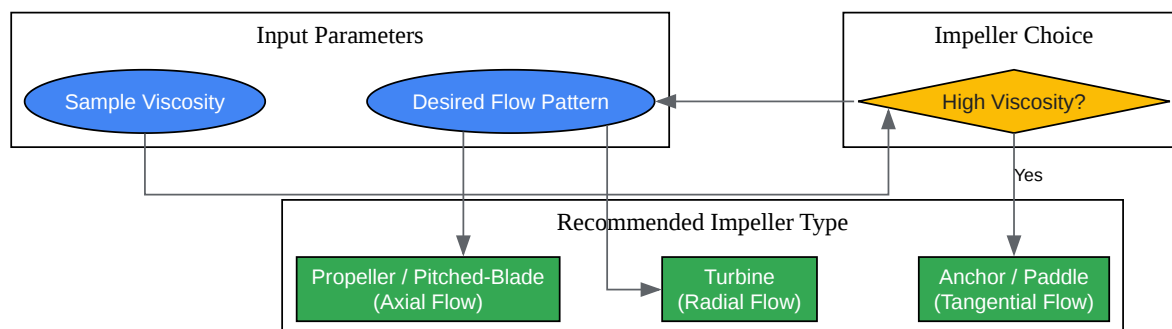 Input Parameters
Impeller Choice
Sample Viscosity
Desired Flow Pattern
High Viscosity?
Yes
Recommended Impeller Type
Propeller / Pitched-Blade
(Axial Flow)
Turbine
(Radial Flow)
Anchor / Paddle
(Tangential Flow)